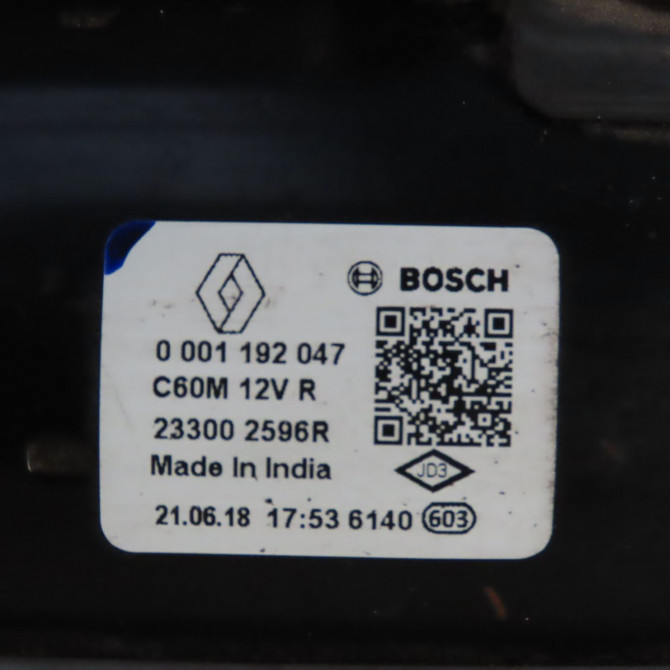 BOSCH
0 001 192 047
C60M 12V R
23300 2596R
Made In India
JD3
21.06.18 17:53 6140 603